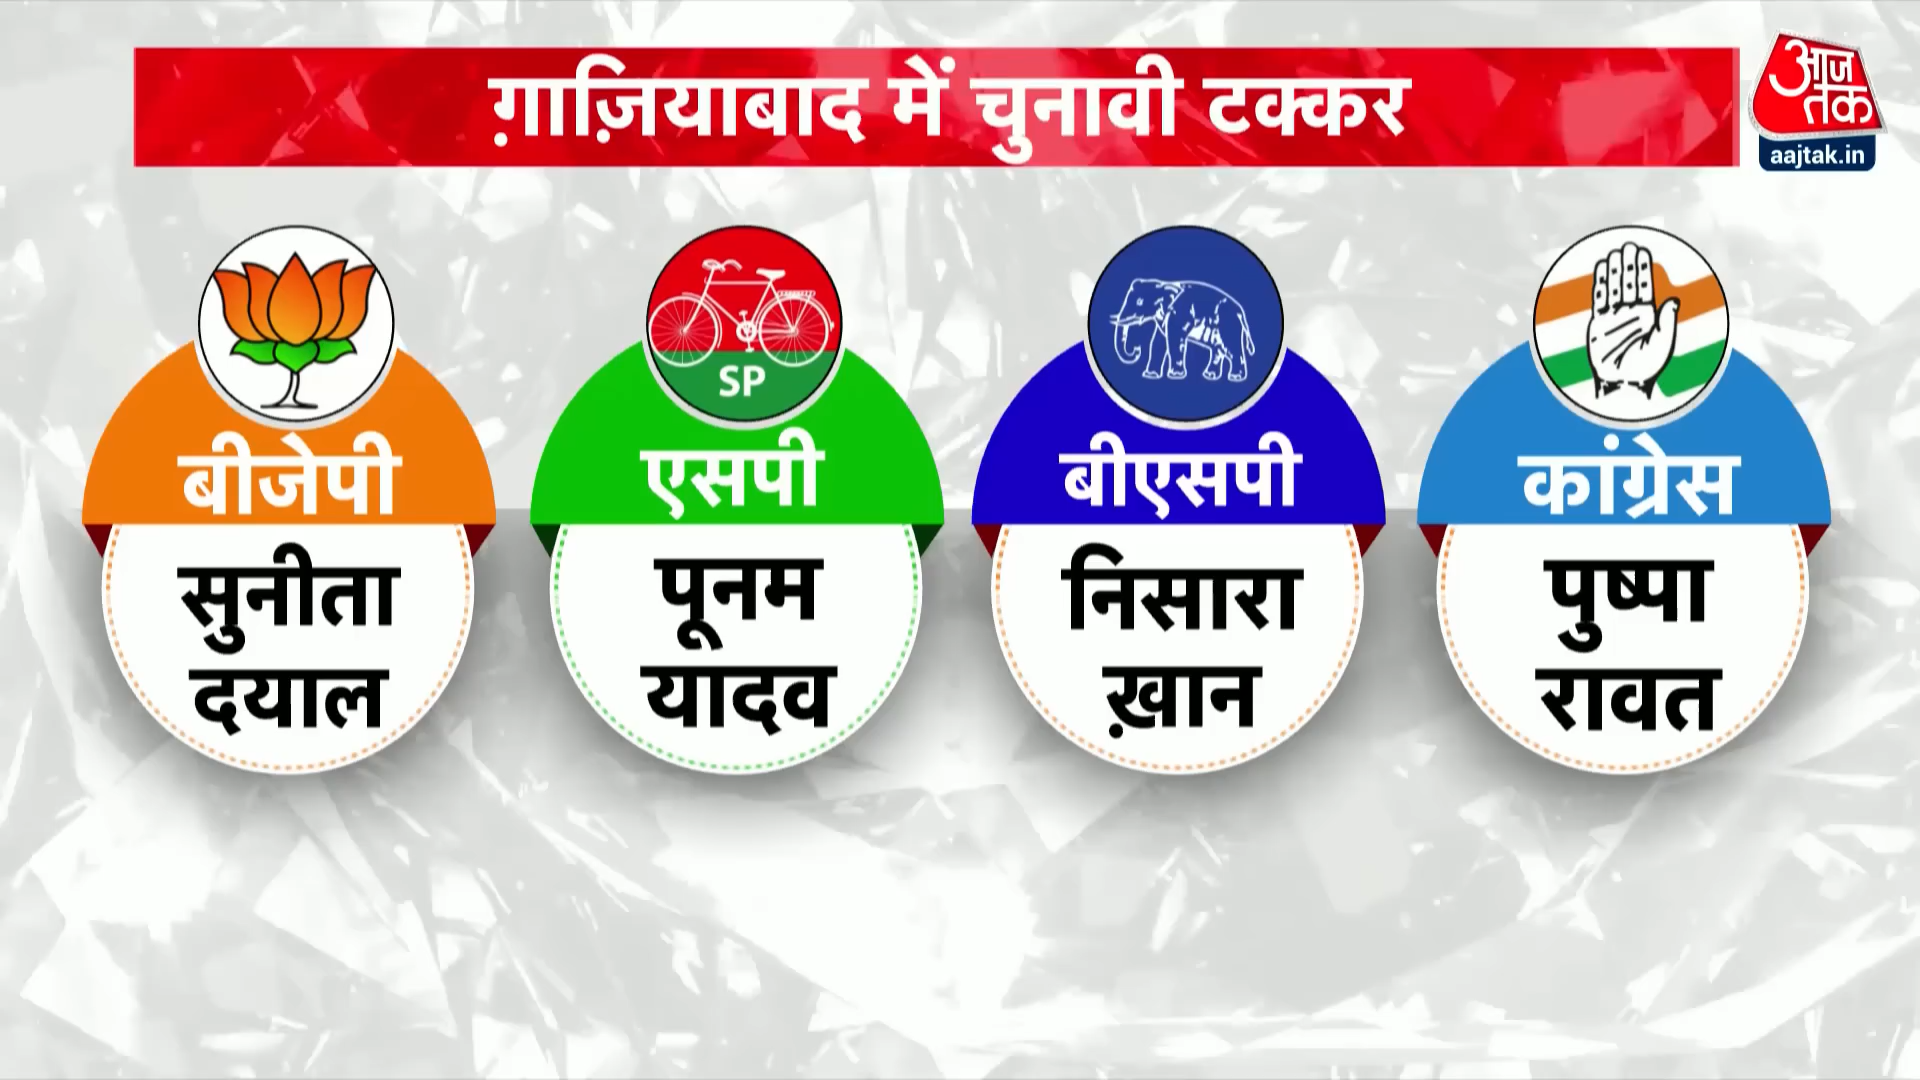 ग़ाज़ियाबाद में चुनावी टक्कर
आज
तक
aajtak.in
SP
बीजेपी
एसपी
बीएसपी
कांग्रेस
सुनीता
दयाल
पूनम
यादव
निसारा
ख़ान
पुष्पा
रावत